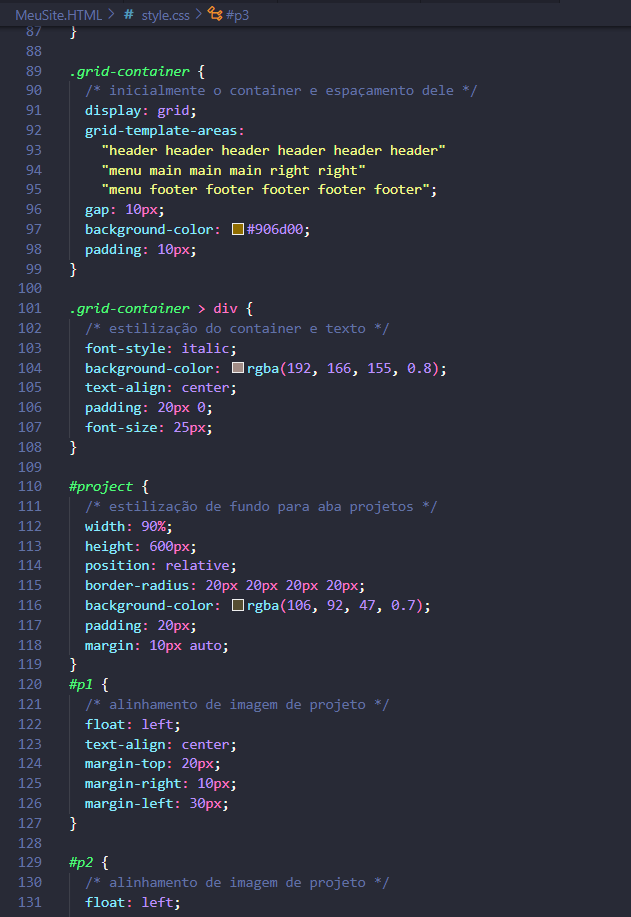 MeuSite.HTML > # style.css > #p3
87 }
88
89 .grid-container {
90 /* inicialmente o container e espaçamento dele */
91 display: grid;
92 grid-template-areas:
93 "header header header header header header"
94 "menu main main main right right"
95 "menu footer footer footer footer footer";
96 gap: 10px;
97 background-color: #906d00;
98 padding: 10px;
99 }
100
101 .grid-container > div {
102 /* estilização do container e texto */
103 font-style: italic;
104 background-color: rgba(192, 166, 155, 0.8);
105 text-align: center;
106 padding: 20px 0;
107 font-size: 25px;
108 }
109
110 #project {
111 /* estilização de fundo para aba projetos */
112 width: 90%;
113 height: 600px;
114 position: relative;
115 border-radius: 20px 20px 20px 20px;
116 background-color: rgba(106, 92, 47, 0.7);
117 padding: 20px;
118 margin: 10px auto;
119 }
120 #p1 {
121 /* alinhamento de imagem de projeto */
122 float: left;
123 text-align: center;
124 margin-top: 20px;
125 margin-right: 10px;
126 margin-left: 30px;
127 }
128
129 #p2 {
130 /* alinhamento de imagem de projeto */
131 float: left;